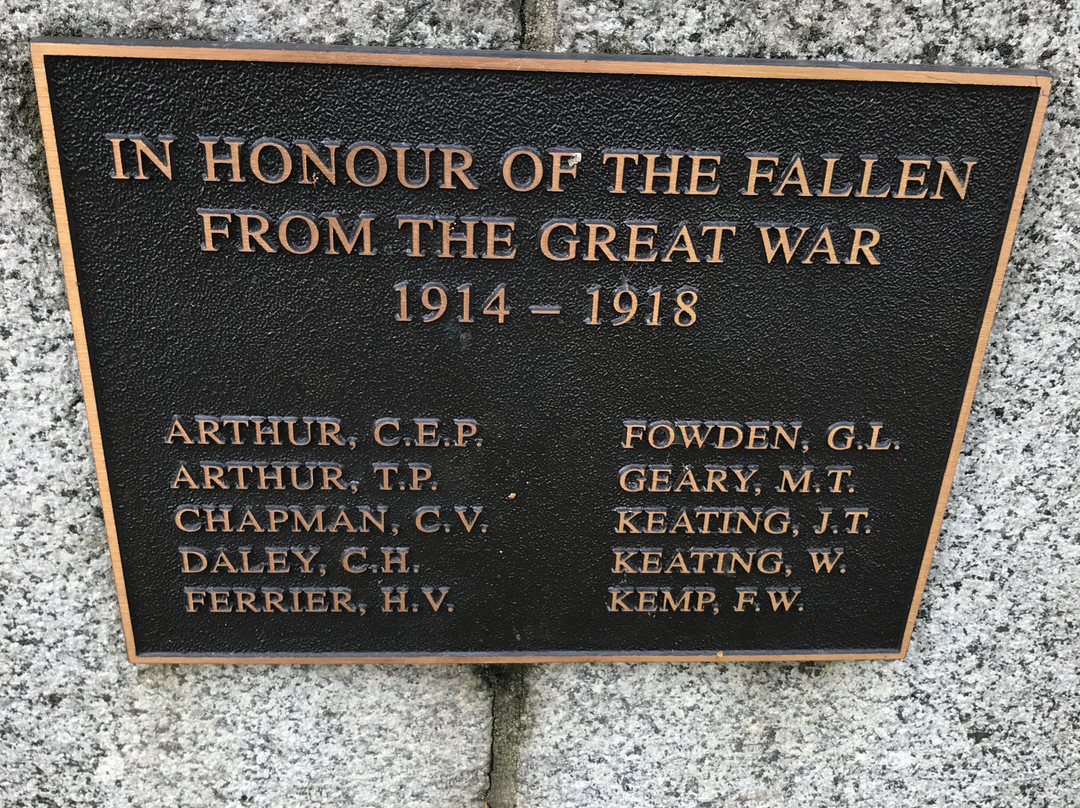 IN HONOUR OF THE FALLEN
FROM THE GREAT WAR
1914 – 1918
ARTHUR, C.E.P.
ARTHUR, T.P.
CHAPMAN, C.V.
DALEY, C.H.
FERRIER, H.V.
FOWDEN, G.L.
GEARY, M.T.
KEATING, J.T.
KEATING, W.
KEMP, F.W.